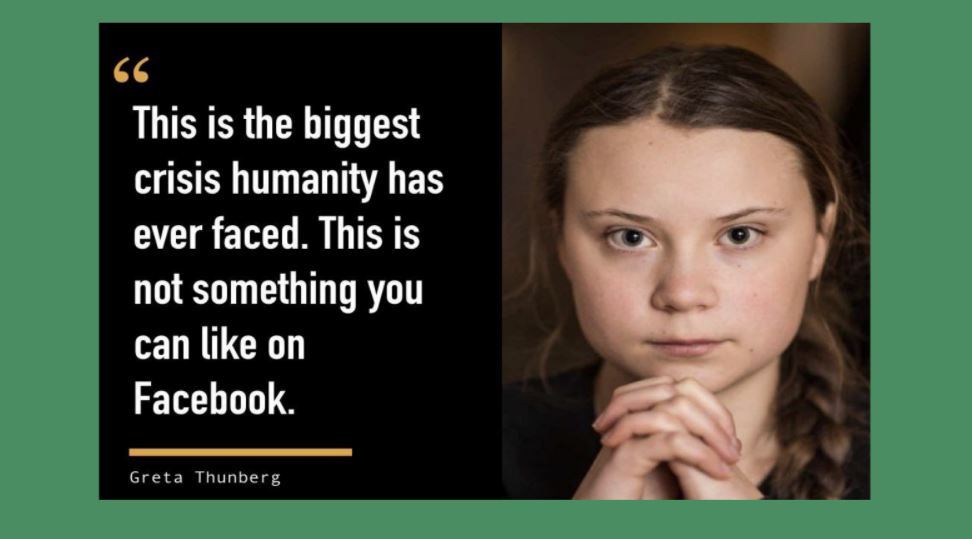 “
This is the biggest
crisis humanity has
ever faced. This is
not something you
can like on
Facebook.
Greta Thunberg